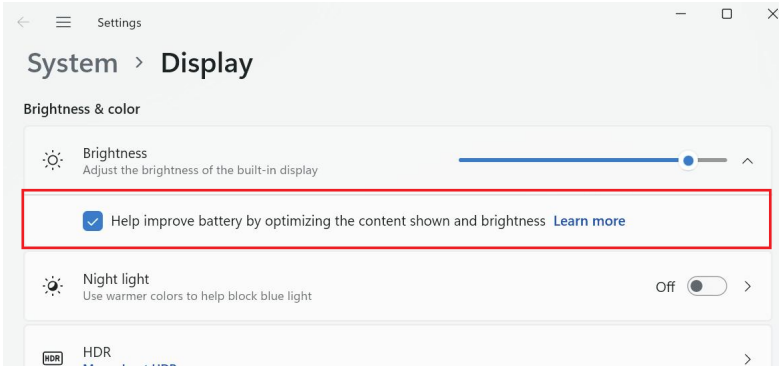 Settings
System > Display
Brightness & color
Brightness
Adjust the brightness of the built-in display
Help improve battery by optimizing the content shown and brightness Learn more
Night light
Off
Use warmer colors to help block blue light
HDR
HDR